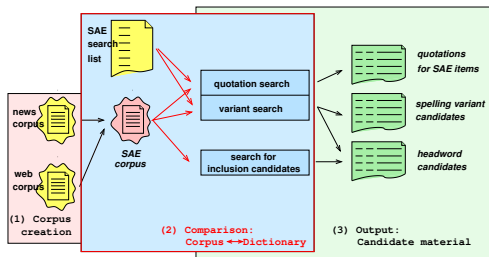 SAE
search
list
quotation search
variant search
search for
inclusion candidates
news
corpus
web
corpus
SAE
corpus
quotations
for SAE items
spelling variant
candidates
headword
candidates
(1) Corpus
creation
(2) Comparison:
Corpus ↔Dictionary
(3) Output:
Candidate material